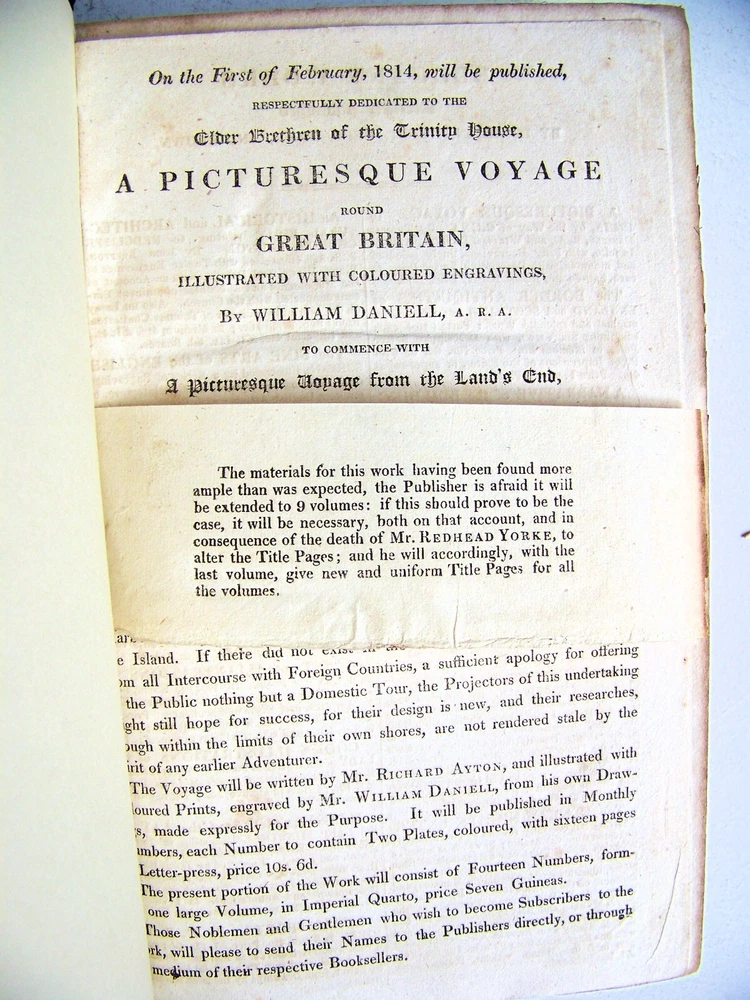 On the First of February, 1814, will be published,
RESPECTFULLY DEDICATED TO THE
Elder Brethren of the Trinity House,
A PICTURESQUE VOYAGE
ROUND
GREAT BRITAIN,
ILLUSTRATED WITH COLOURED ENGRAVINGS,
By WILLIAM DANIELL, A. R. A.
TO COMMENCE WITH
A Picturesque Voyage from the Land's End,
The materials for this work having been found more
ample than was expected, the Publisher is afraid it will
be extended to 9 volumes: if this should prove to be the
case, it will be necessary, both on that account, and in
consequence of the death of Mr. REDHEAD YORKE, to
alter the Title Pages; and he will accordingly, with the
last volume, give new and uniform Title Pages for all
the volumes.
e Island. If there did not exist in the
om all Intercourse with Foreign Countries, a sufficient apology for offering
the Public nothing but a Domestic Tour, the Projectors of this undertaking
ght still hope for success, for their design is new, and their researches,
ough within the limits of their own shores, are not rendered stale by the
irit of any earlier Adventurer.
The Voyage will be written by Mr. RICHARD AYTON, and illustrated with
loured Prints, engraved by Mr. WILLIAM DANIELL, from his own Draw-
s, made expressly for the Purpose. It will be published in Monthly
umbers, each Number to contain Two Plates, coloured, with sixteen pages
Letter-press, price 10s. 6d.
The present portion of the Work will consist of Fourteen Numbers, form-
one large Volume, in Imperial Quarto, price Seven Guineas.
Those Noblemen and Gentlemen who wish to become Subscribers to the
rk, will please to send their Names to the Publishers directly, or through
medium of their respective Booksellers.